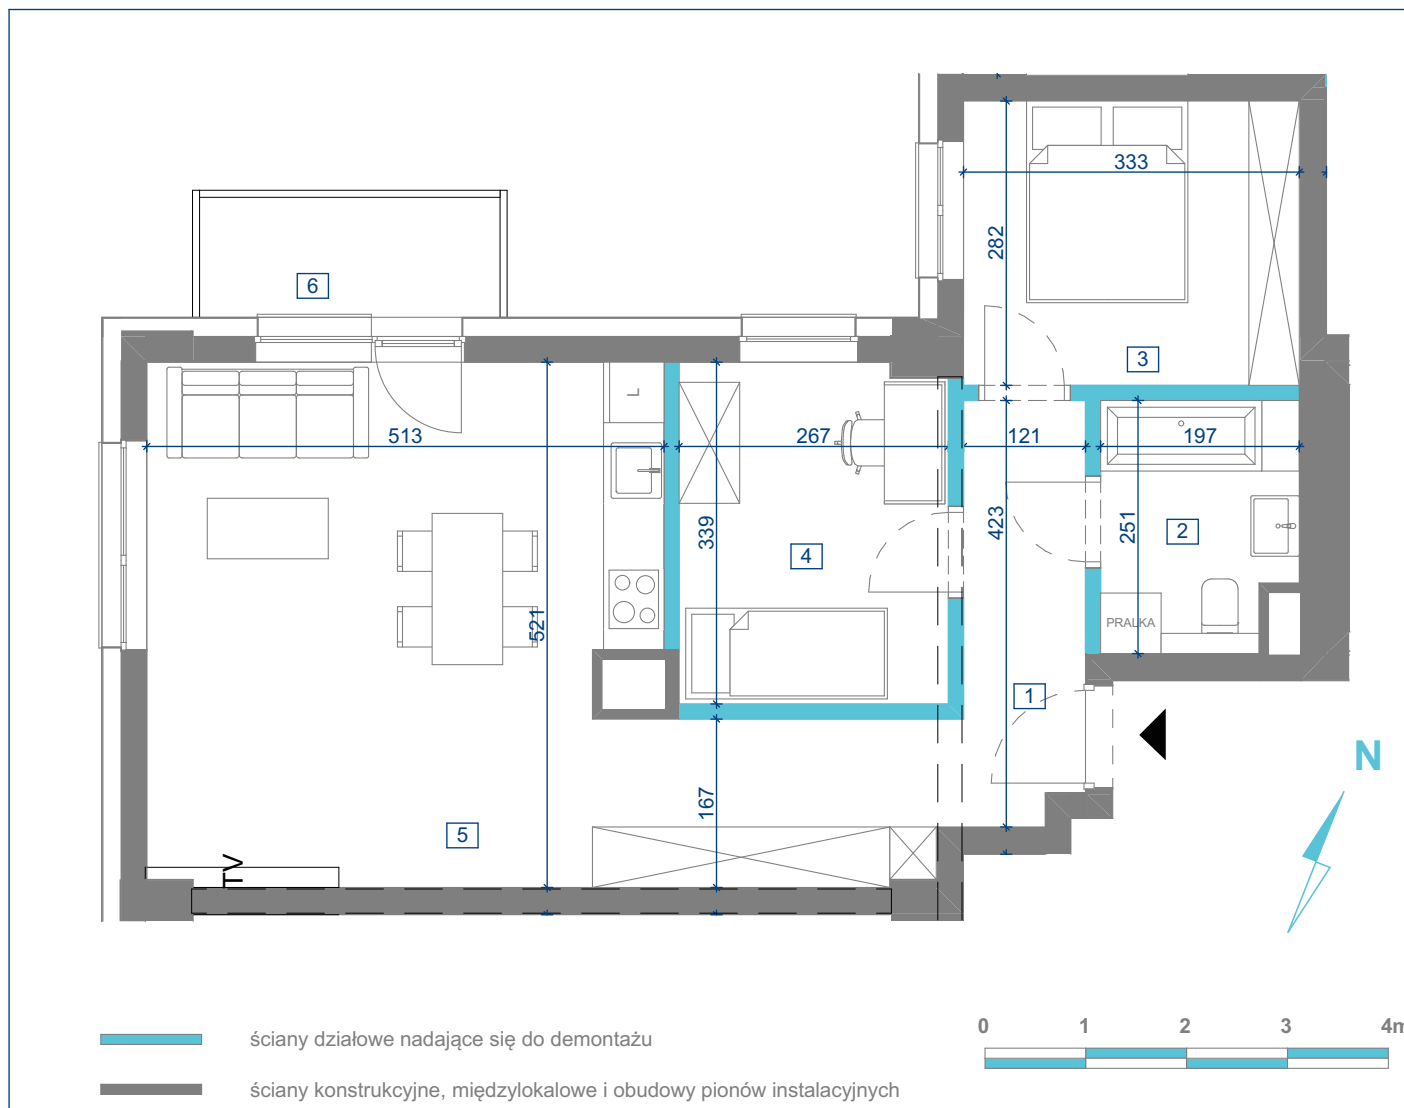 333
282
6
3
L
513
267
121
197
339
423
251
4
2
521
PRALKA
1
N
167
5
TV
0 1 2 3 4m
ściany działowe nadające się do demontażu
ściany konstrukcyjne, międzylokalowe i obudowy pionów instalacyjnych